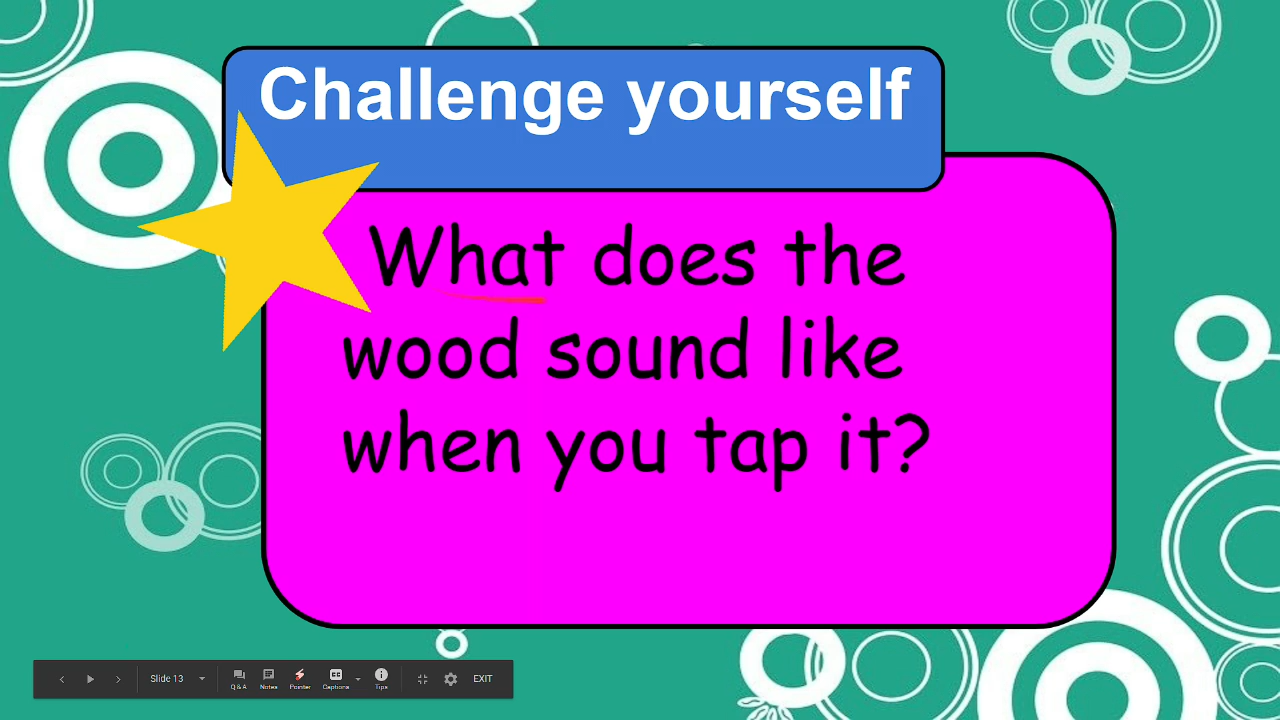 Challenge yourself
What does the
wood sound like
when you tap it?
Slide 13
Q&A
Notes
Pointer
Captions
Tips
EXIT